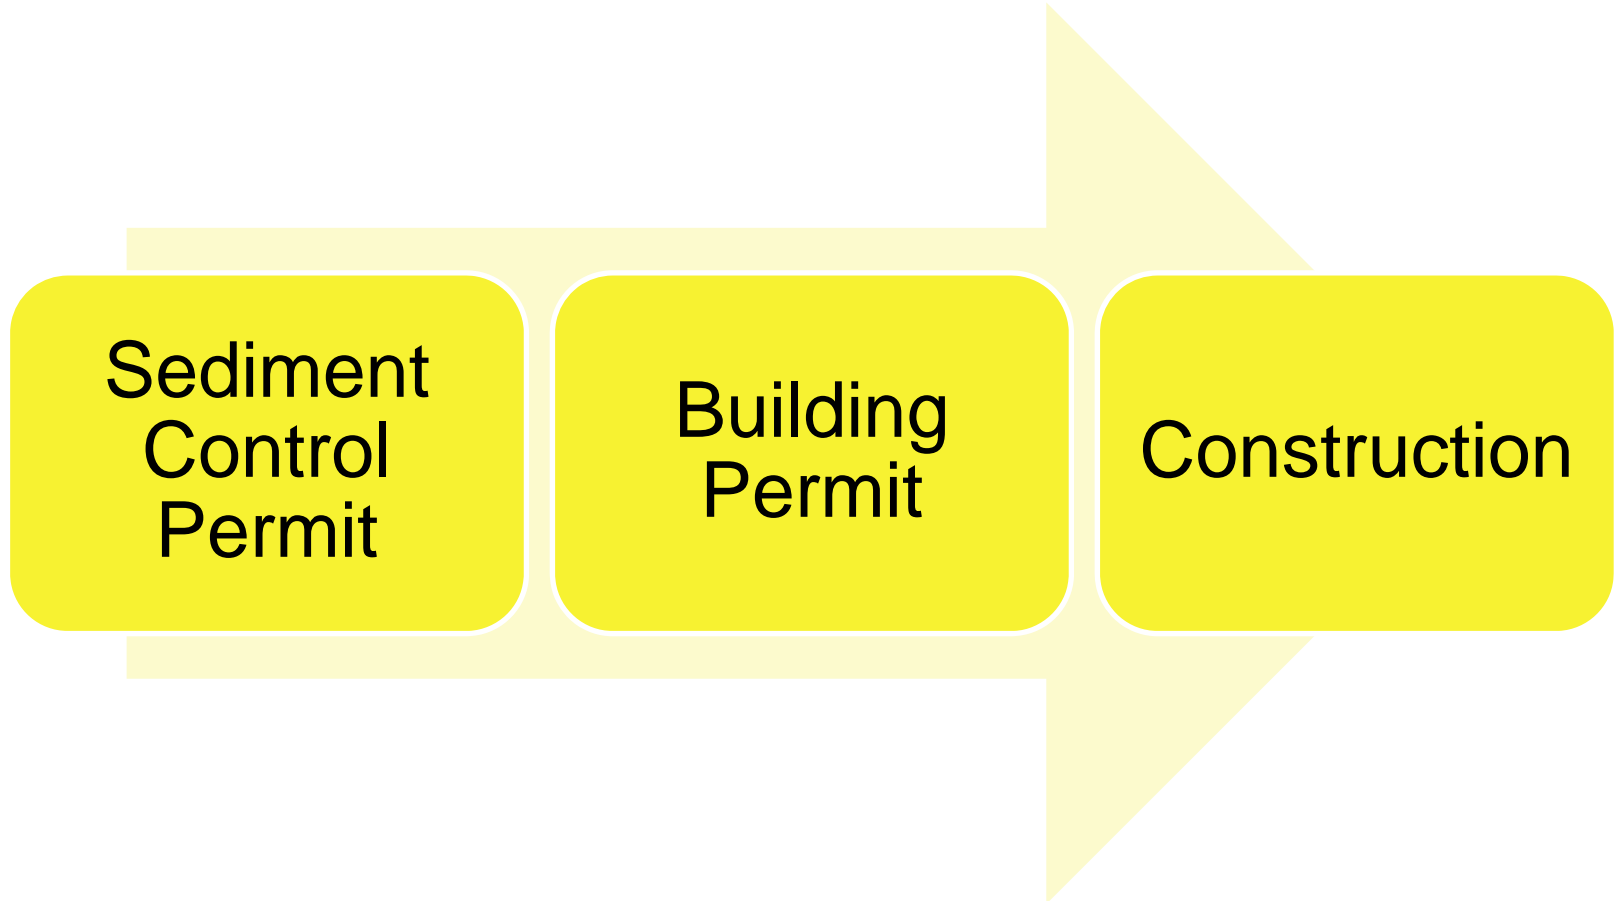 Sediment
Control
Permit
Building
Permit
Construction